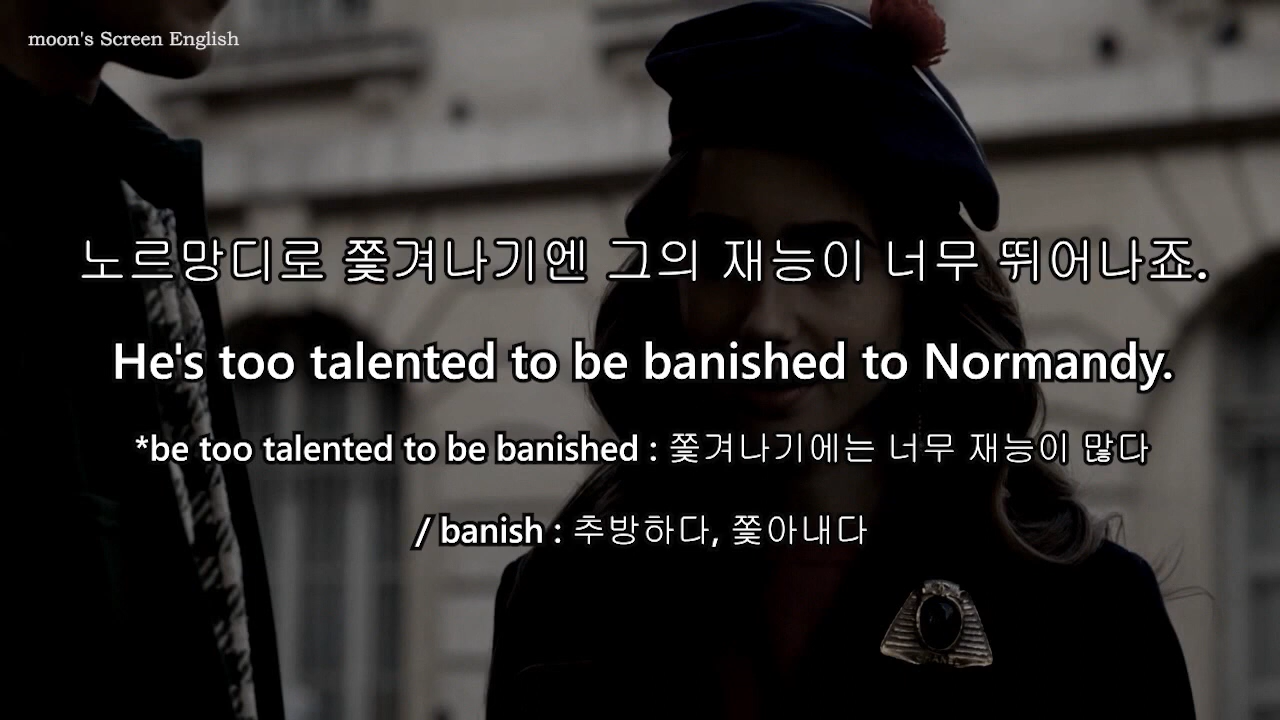 moon's Screen English
노르망디로 쫓겨나기엔 그의 재능이 너무 뛰어나죠.
He's too talented to be banished to Normandy.
*be too talented to be banished : 쫓겨나기에는 너무 재능이 많다
/ banish : 추방하다, 쫓아내다